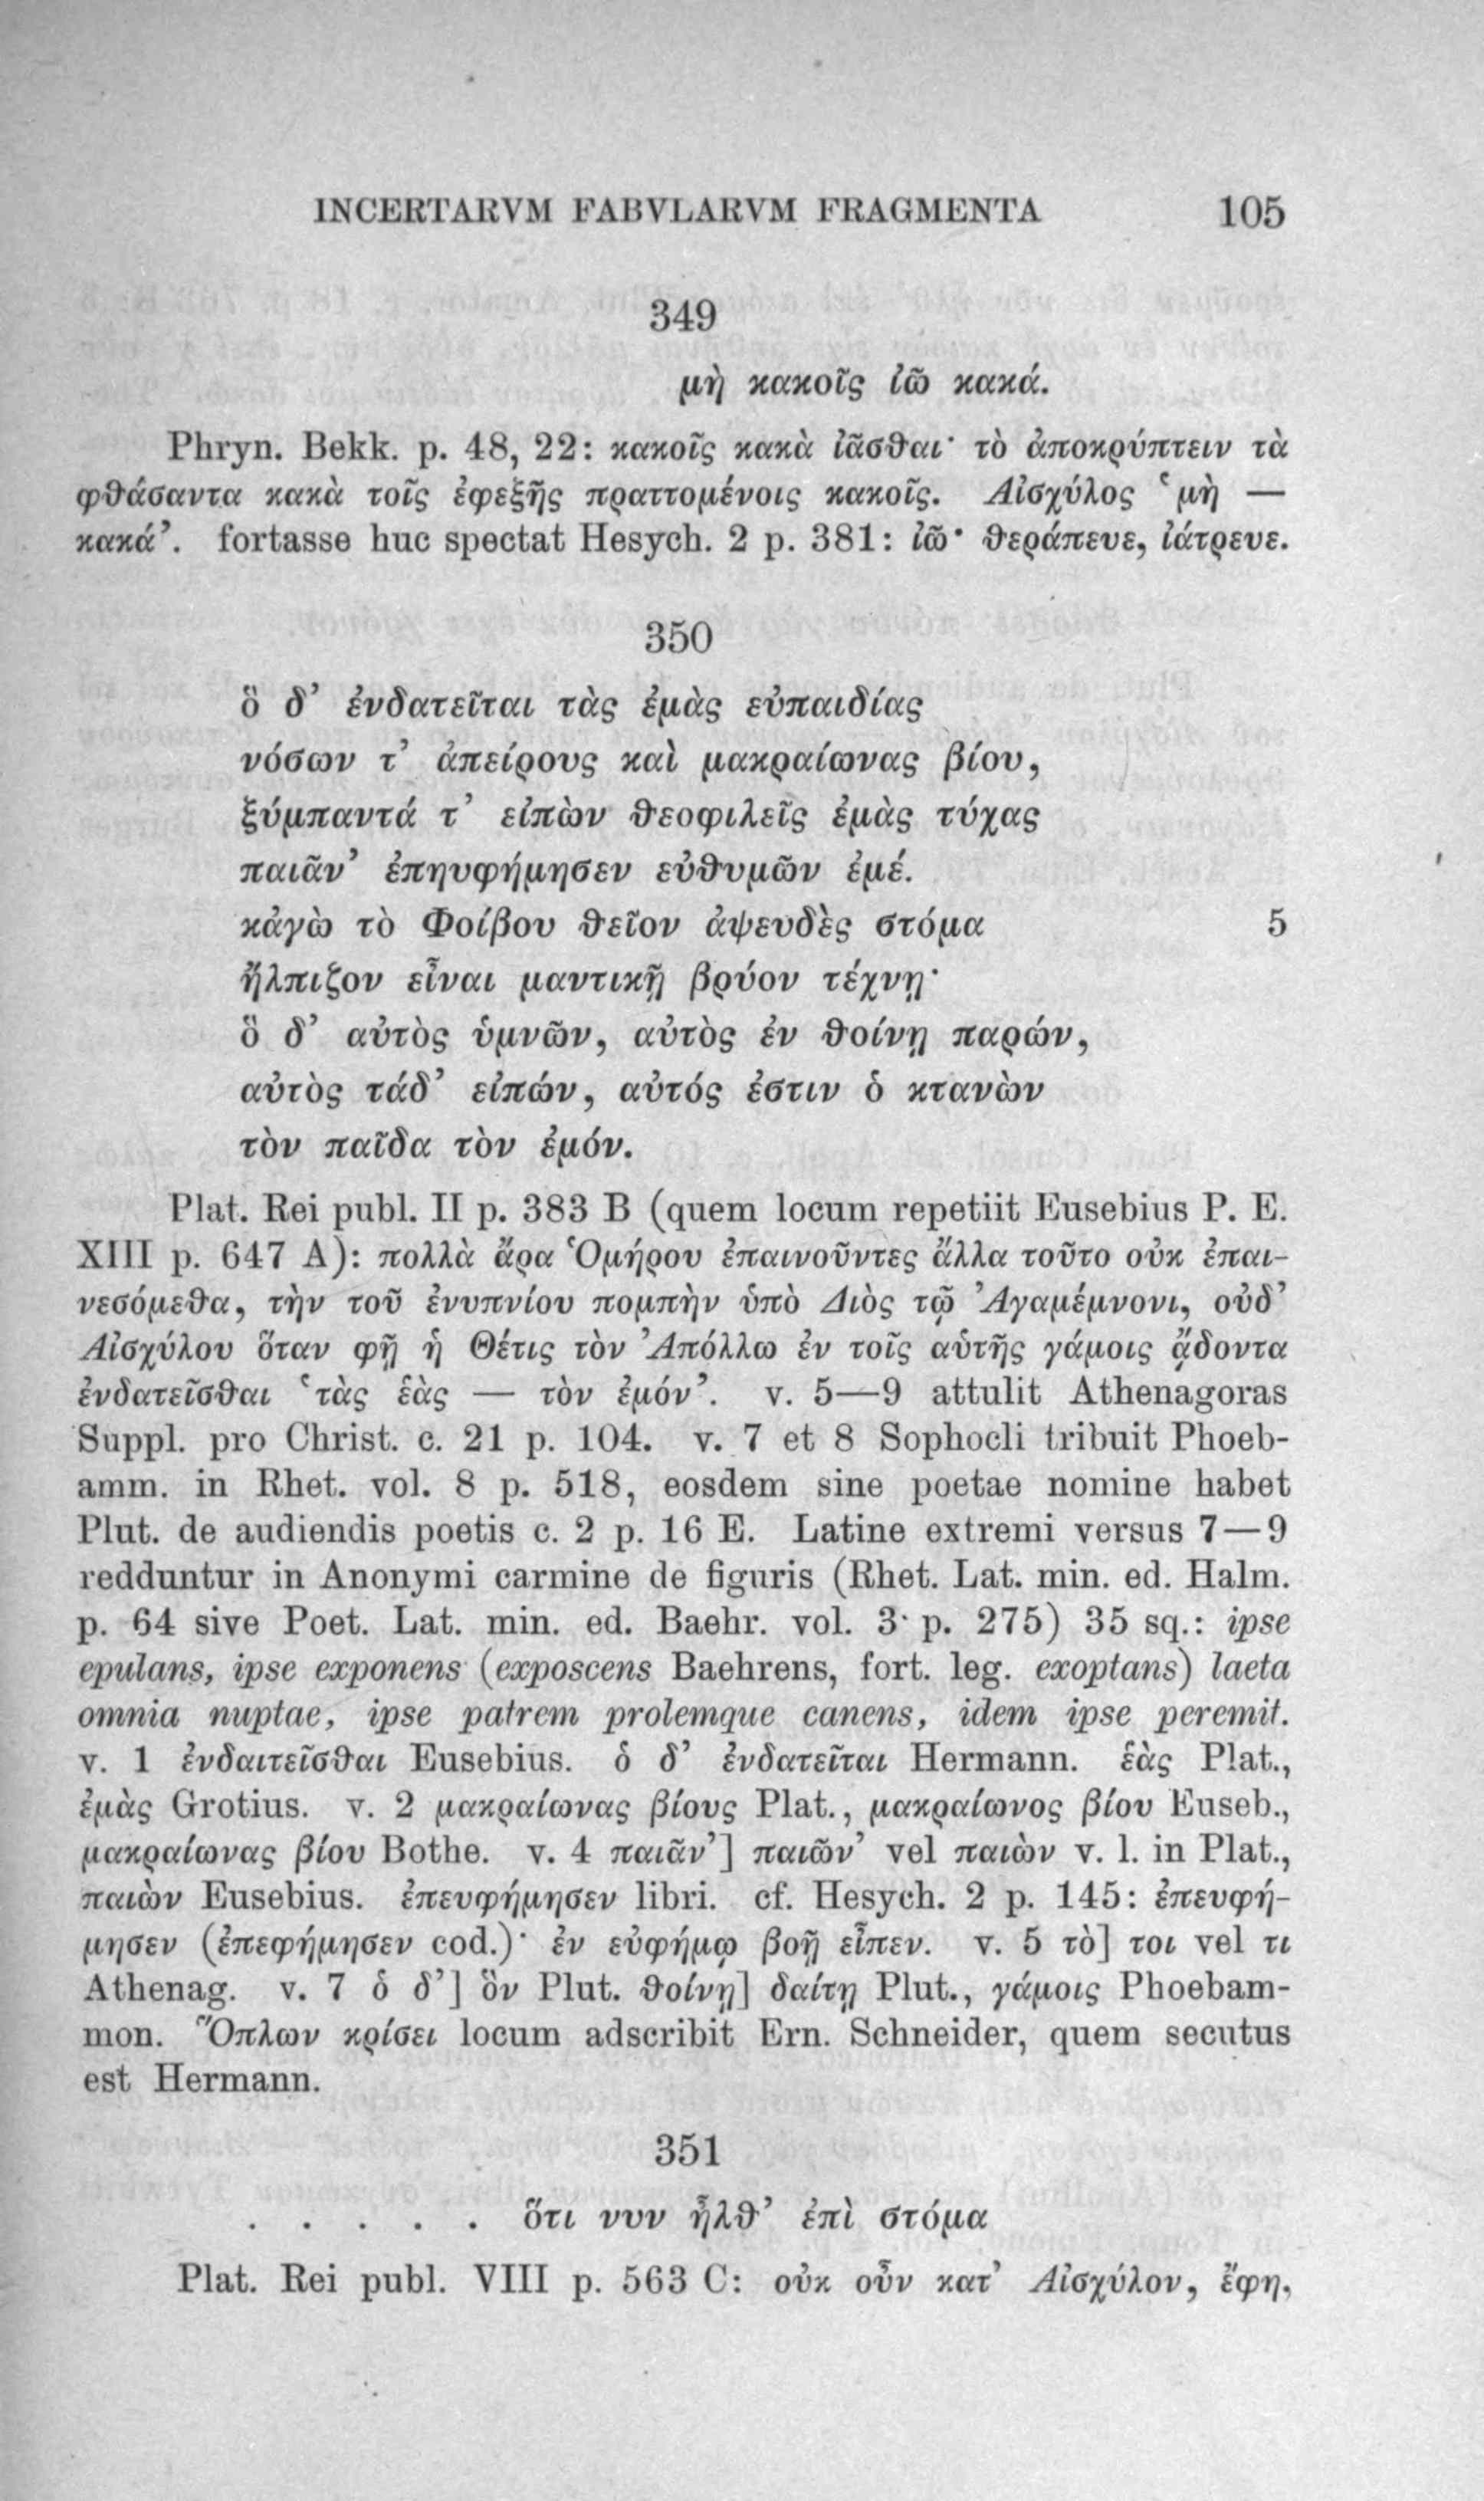 INCERTARVM FABVLARVM FRAGMENTA 105
349
μὴ κακοῖς ἰῶ κακά.
Phryn. Bekk. p. 48, 22: κακοῖς κακὰ ἰᾶσθαι· τὸ ἀποκρύπτειν τὰ
φθάσαντα κακὰ τοῖς ἐφεξῆς πραττομένοις κακοῖς. Αἰσχύλος ‘μὴ —
κακά’. fortasse huc spectat Hesych. 2 p. 381: ἰῶ· θεράπευε, ἰάτρευε.
350
ὃ δ’ ἐνδατεῖται τὰς ἐμὰς εὐπαιδίας
νόσων τ’ ἀπείρους καὶ μακραίωνας βίου,
ξύμπαντά τ’ εἰπὼν θεοφιλεῖς ἐμὰς τύχας
παιᾶν’ ἐπηυφήμησεν εὐθυμῶν ἐμέ.
κἀγὼ τὸ Φοίβου θεῖον ἀψευδὲς στόμα 5
ἤλπιζον εἶναι μαντικῇ βρύον τέχνῃ·
ὃ δ’ αὐτὸς ὑμνῶν, αὐτὸς ἐν θοίνῃ παρών,
αὐτὸς τάδ’ εἰπών, αὐτός ἐστιν ὁ κτανὼν
τὸν παῖδα τὸν ἐμόν.
Plat. Rei publ. II p. 383 B (quem locum repetiit Eusebius P. E.
XIII p. 647 A): πολλὰ ἄρα Ὁμήρου ἐπαινοῦντες ἄλλα τοῦτο οὐκ ἐπαι-
νεσόμεθα, τὴν τοῦ ἐνυπνίου πομπὴν ὑπὸ Διὸς τῷ Ἀγαμέμνονι, οὐδ’
Αἰσχύλου ὅταν φῇ ἡ Θέτις τὸν Ἀπόλλω ἐν τοῖς αὑτῆς γάμοις ᾄδοντα
ἐνδατεῖσθαι ‘τὰς ἑὰς — τὸν ἐμόν’. v. 5—9 attulit Athenagoras
Suppl. pro Christ. c. 21 p. 104. v. 7 et 8 Sophocli tribuit Phoeb-
amm. in Rhet. vol. 8 p. 518, eosdem sine poetae nomine habet
Plut. de audiendis poetis c. 2 p. 16 E. Latine extremi versus 7—9
redduntur in Anonymi carmine de figuris (Rhet. Lat. min. ed. Halm.
p. 64 sive Poet. Lat. min. ed. Baehr. vol. 3 p. 275) 35 sq.: ipse
epulans, ipse exponens (exposcens Baehrens, fort. leg. exoptans) laeta
omnia nuptae, ipse patrem prolemque canens, idem ipse peremit.
v. 1 ἐνδαιτεῖσθαι Eusebius. ὁ δ’ ἐνδατεῖται Hermann. ἑὰς Plat.,
ἐμὰς Grotius. v. 2 μακραίωνας βίους Plat., μακραίωνος βίου Euseb.,
μακραίωνας βίου Bothe. v. 4 παιᾶν’] παιῶν’ vel παιὼν v. l. in Plat.,
παιὼν Eusebius. ἐπευφήμησεν libri. cf. Hesych. 2 p. 145: ἐπευφή-
μησεν (ἐπεφήμησεν cod.)· ἐν εὐφήμῳ βοῇ εἶπεν. v. 5 τὸ] τοι vel τι
Athenag. v. 7 ὁ δ’] ὃν Plut. θοίνῃ] δαίτῃ Plut., γάμοις Phoebam-
mon. Ὅπλων κρίσει locum adscribit Ern. Schneider, quem secutus
est Hermann.
351
. . . . . ὅτι νυν ἦλθ’ ἐπὶ στόμα
Plat. Rei publ. VIII p. 563 C: οὐκ οὖν κατ’ Αἰσχύλον, ἔφη,